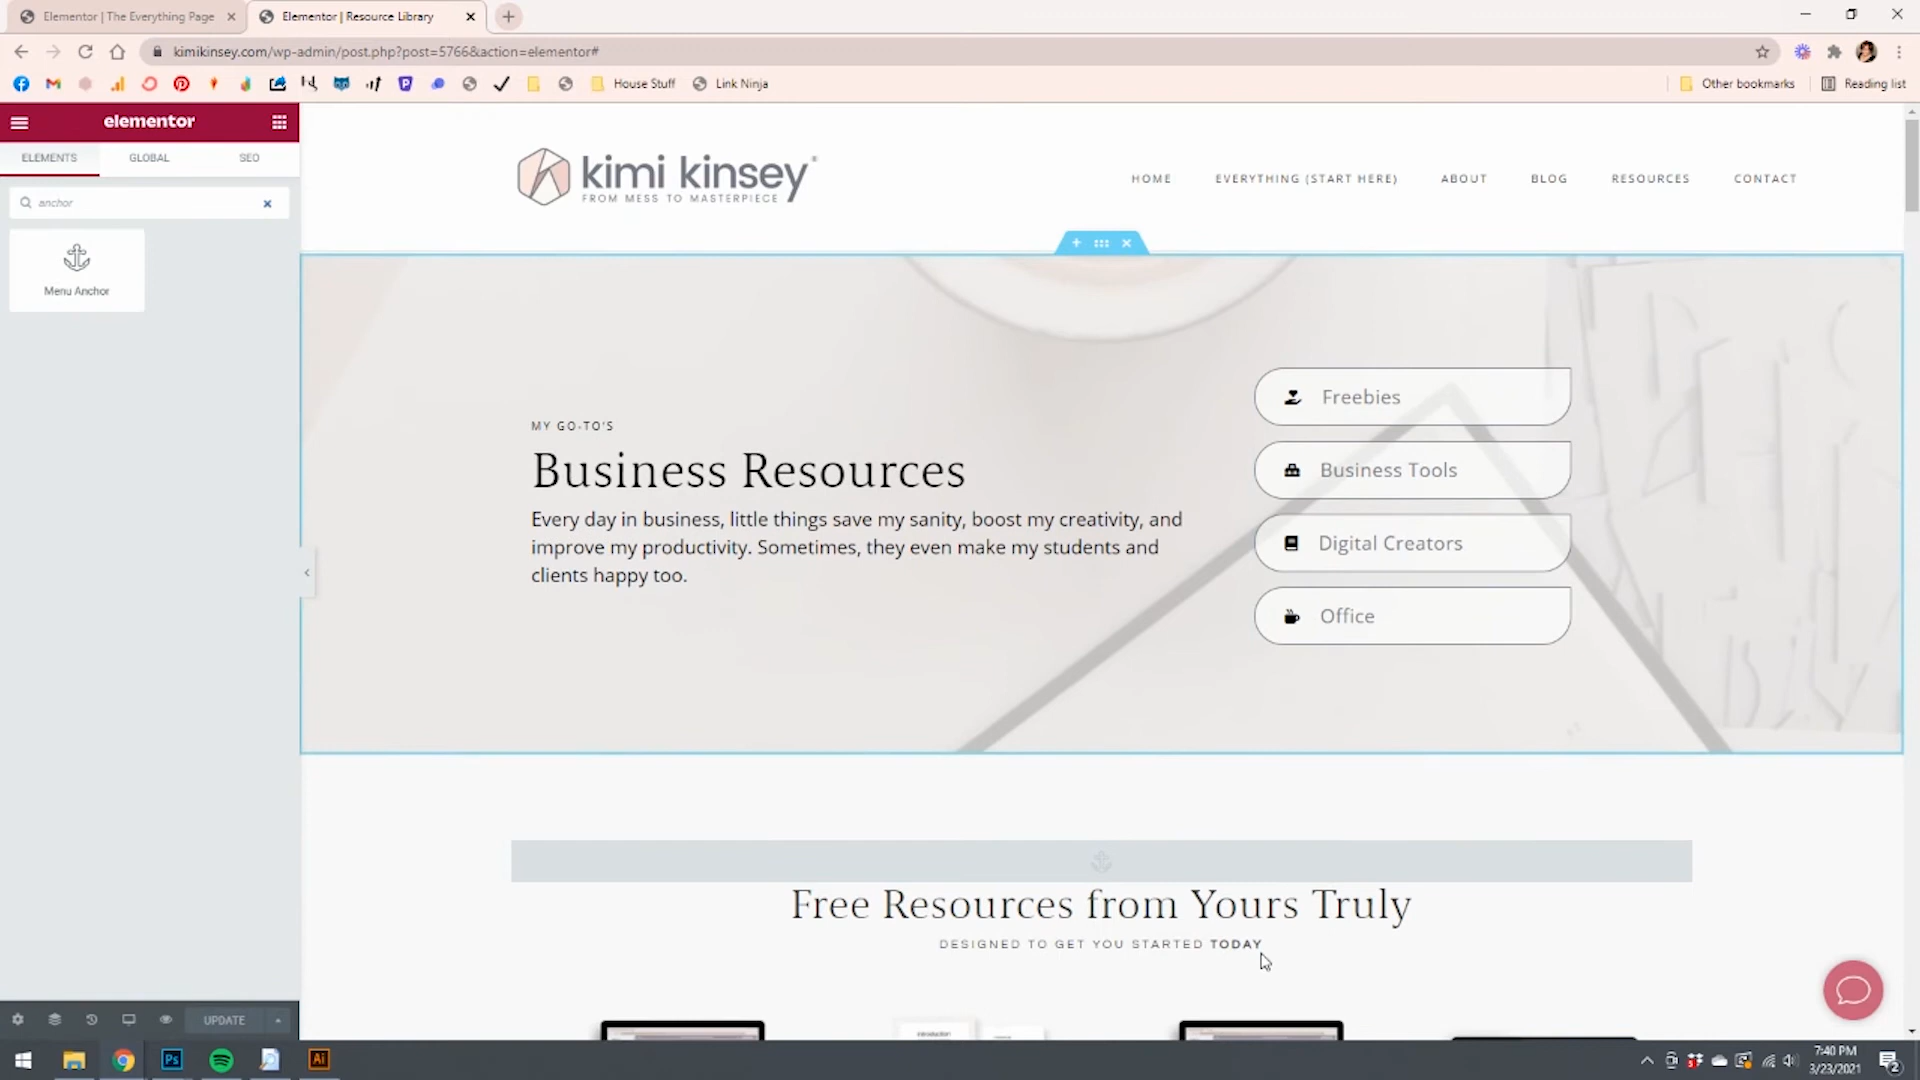 Elementor | The Everything Page
Elementor | Resource Library
kimikinsey.com/wp-admin/post.php?post=5766&action=elementor#
House Stuff
Link Ninja
Other bookmarks
Reading list
elementor
ELEMENTS
GLOBAL
SEO
anchor
Menu Anchor
kimi kinsey
FROM MESS TO MASTERPIECE
HOME
EVERYTHING (START HERE)
ABOUT
BLOG
RESOURCES
CONTACT
MY GO-TO'S
Business Resources
Every day in business, little things save my sanity, boost my creativity, and
improve my productivity. Sometimes, they even make my students and
clients happy too.
Freebies
Business Tools
Digital Creators
Office
Free Resources from Yours Truly
DESIGNED TO GET YOU STARTED TODAY
UPDATE
Ps
Ai
7:40 PM
3/23/2021
2